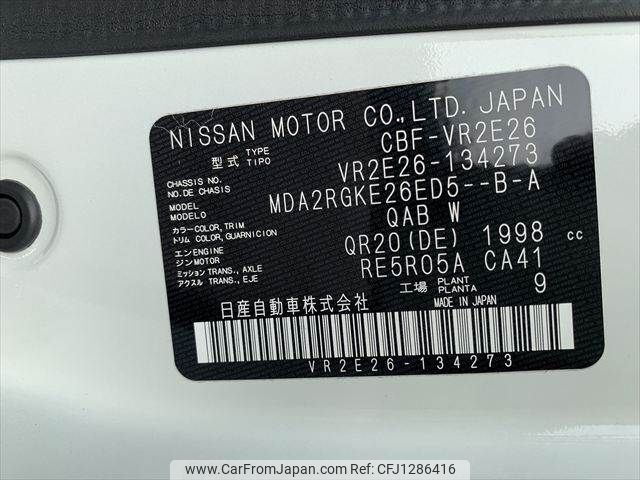 NISSAN MOTOR CO.,LTD. JAPAN
型式 TYPE TIPO CBF-VR2E26
CHASSIS NO. NO. DE CHASIS VR2E26-134273
MODEL MODELO MDA2RGKE26ED5--B-A
カラー COLOR, TRIM トリム COLOR, GUARNICION QAB W
エンジン ENGINE MOTOR QR20(DE) 1998 cc
ミッション TRANS., AXLE アクスル TRANS., EJE RE5R05A CA41
工場 PLANT PLANTA 9
日産自動車株式会社 MADE IN JAPAN
VR2E26-134273
www.CarFromJapan.com - CFJ1286416